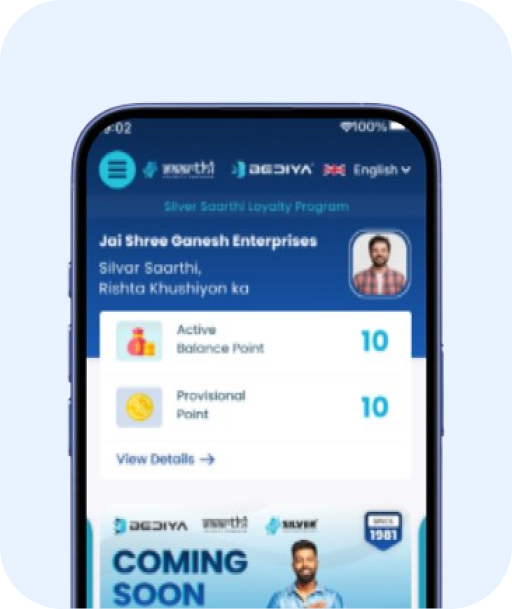 9:02 100%
saarthi BEDIYA English
Silver Saarthi Loyalty Program
Jai Shree Ganesh Enterprises
Silvar Saarthi,
Rishta Khushiyon ka
Active
Balance Point
10
Provisional
Point
10
View Details
BEDIYA saarthi SILVER
SINCE
1981
COMING
SOON